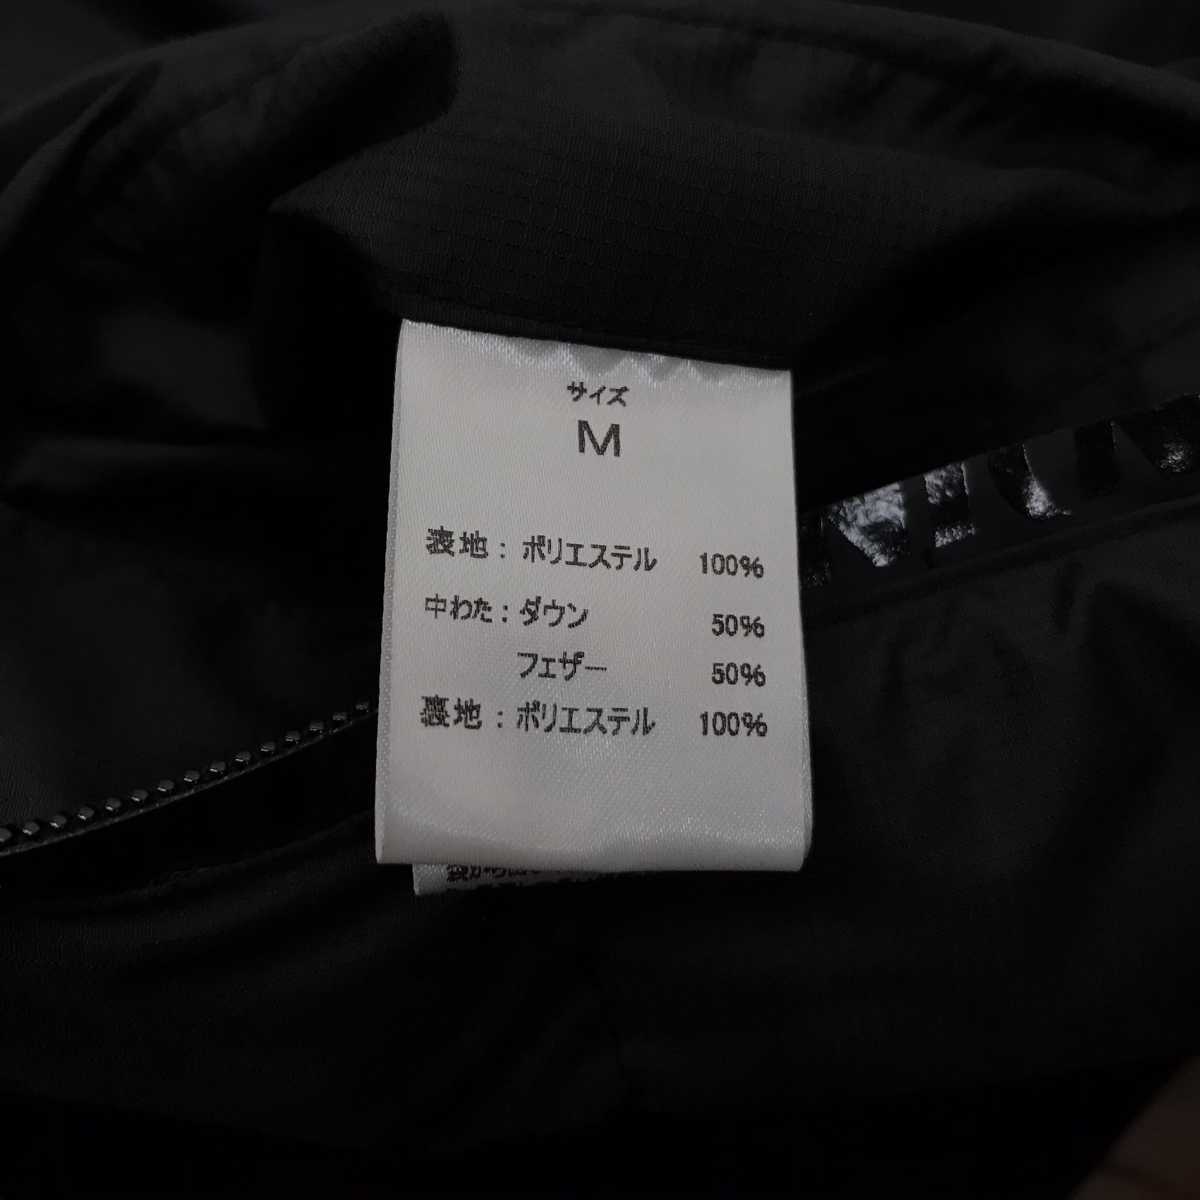 サイズ
M
表地：ポリエステル 100%
中わた：ダウン 50%
フェザー 50%
裏地：ポリエステル 100%